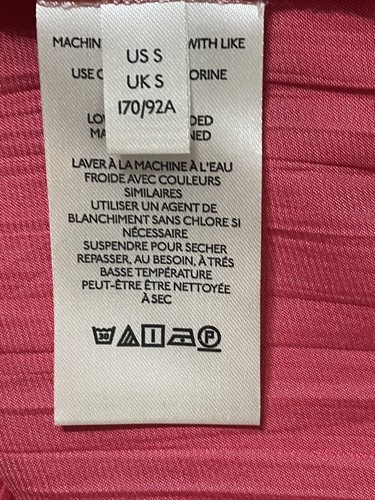 MACHIN WITH LIKE
US S
USE C ORINE
UK S
170/92A
LO DED
MA NED
LAVER À LA MACHINE À L'EAU
FROIDE AVEC COULEURS
SIMILAIRES
UTILISER UN AGENT DE
BLANCHIMENT SANS CHLORE SI
NÉCESSAIRE
SUSPENDRE POUR SECHER
REPASSER, AU BESOIN, À TRÉS
BASSE TEMPÉRATURE
PEUT-ÊTRE ÊTRE NETTOYÉE
À SEC
30 P